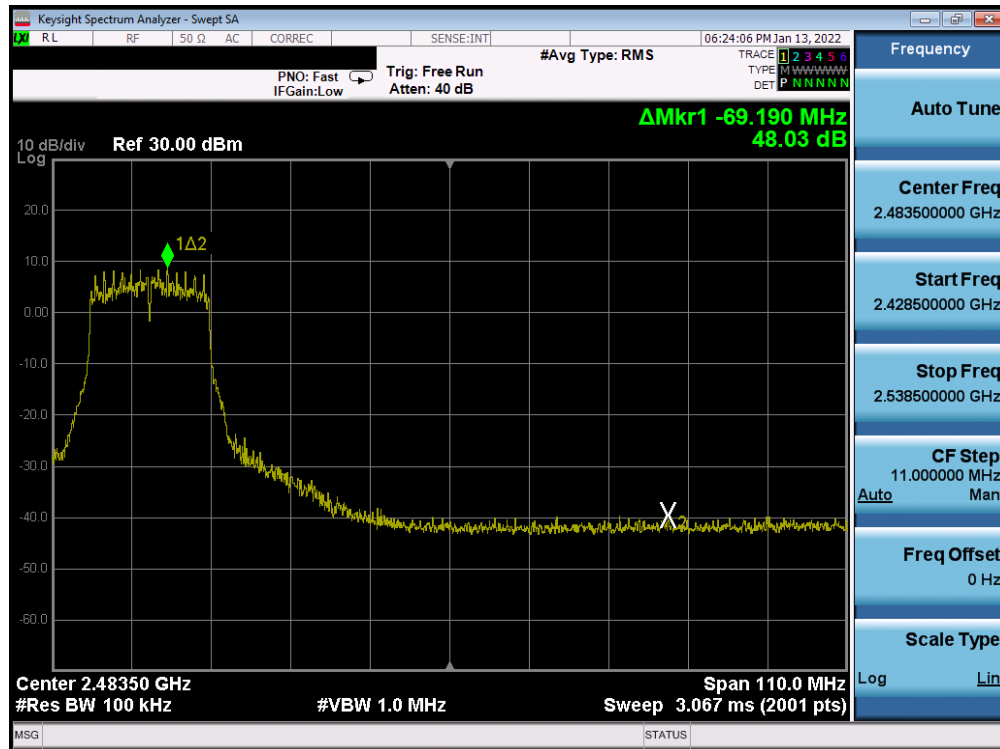 Keysight Spectrum Analyzer - Swept SA
LXI RL RF 50 Ω AC CORREC SENSE:INT 06:24:06 PM Jan 13, 2022
PNO: Fast Trig: Free Run #Avg Type: RMS TRACE 1 2 3 4 5 6
IFGain:Low Atten: 40 dB TYPE M WWWWW
DET P N N N N N
ΔMkr1 -69.190 MHz
48.03 dB
10 dB/div Ref 30.00 dBm
Log
20.0
1Δ2
10.0
0.00
-10.0
-20.0
-30.0
-40.0
X2
-50.0
-60.0
Center 2.48350 GHz Span 110.0 MHz
#Res BW 100 kHz #VBW 1.0 MHz Sweep 3.067 ms (2001 pts)
MSG STATUS
Frequency
Auto Tune
Center Freq
2.483500000 GHz
Start Freq
2.428500000 GHz
Stop Freq
2.538500000 GHz
CF Step
11.000000 MHz
Auto Man
Freq Offset
0 Hz
Scale Type
Log Lin